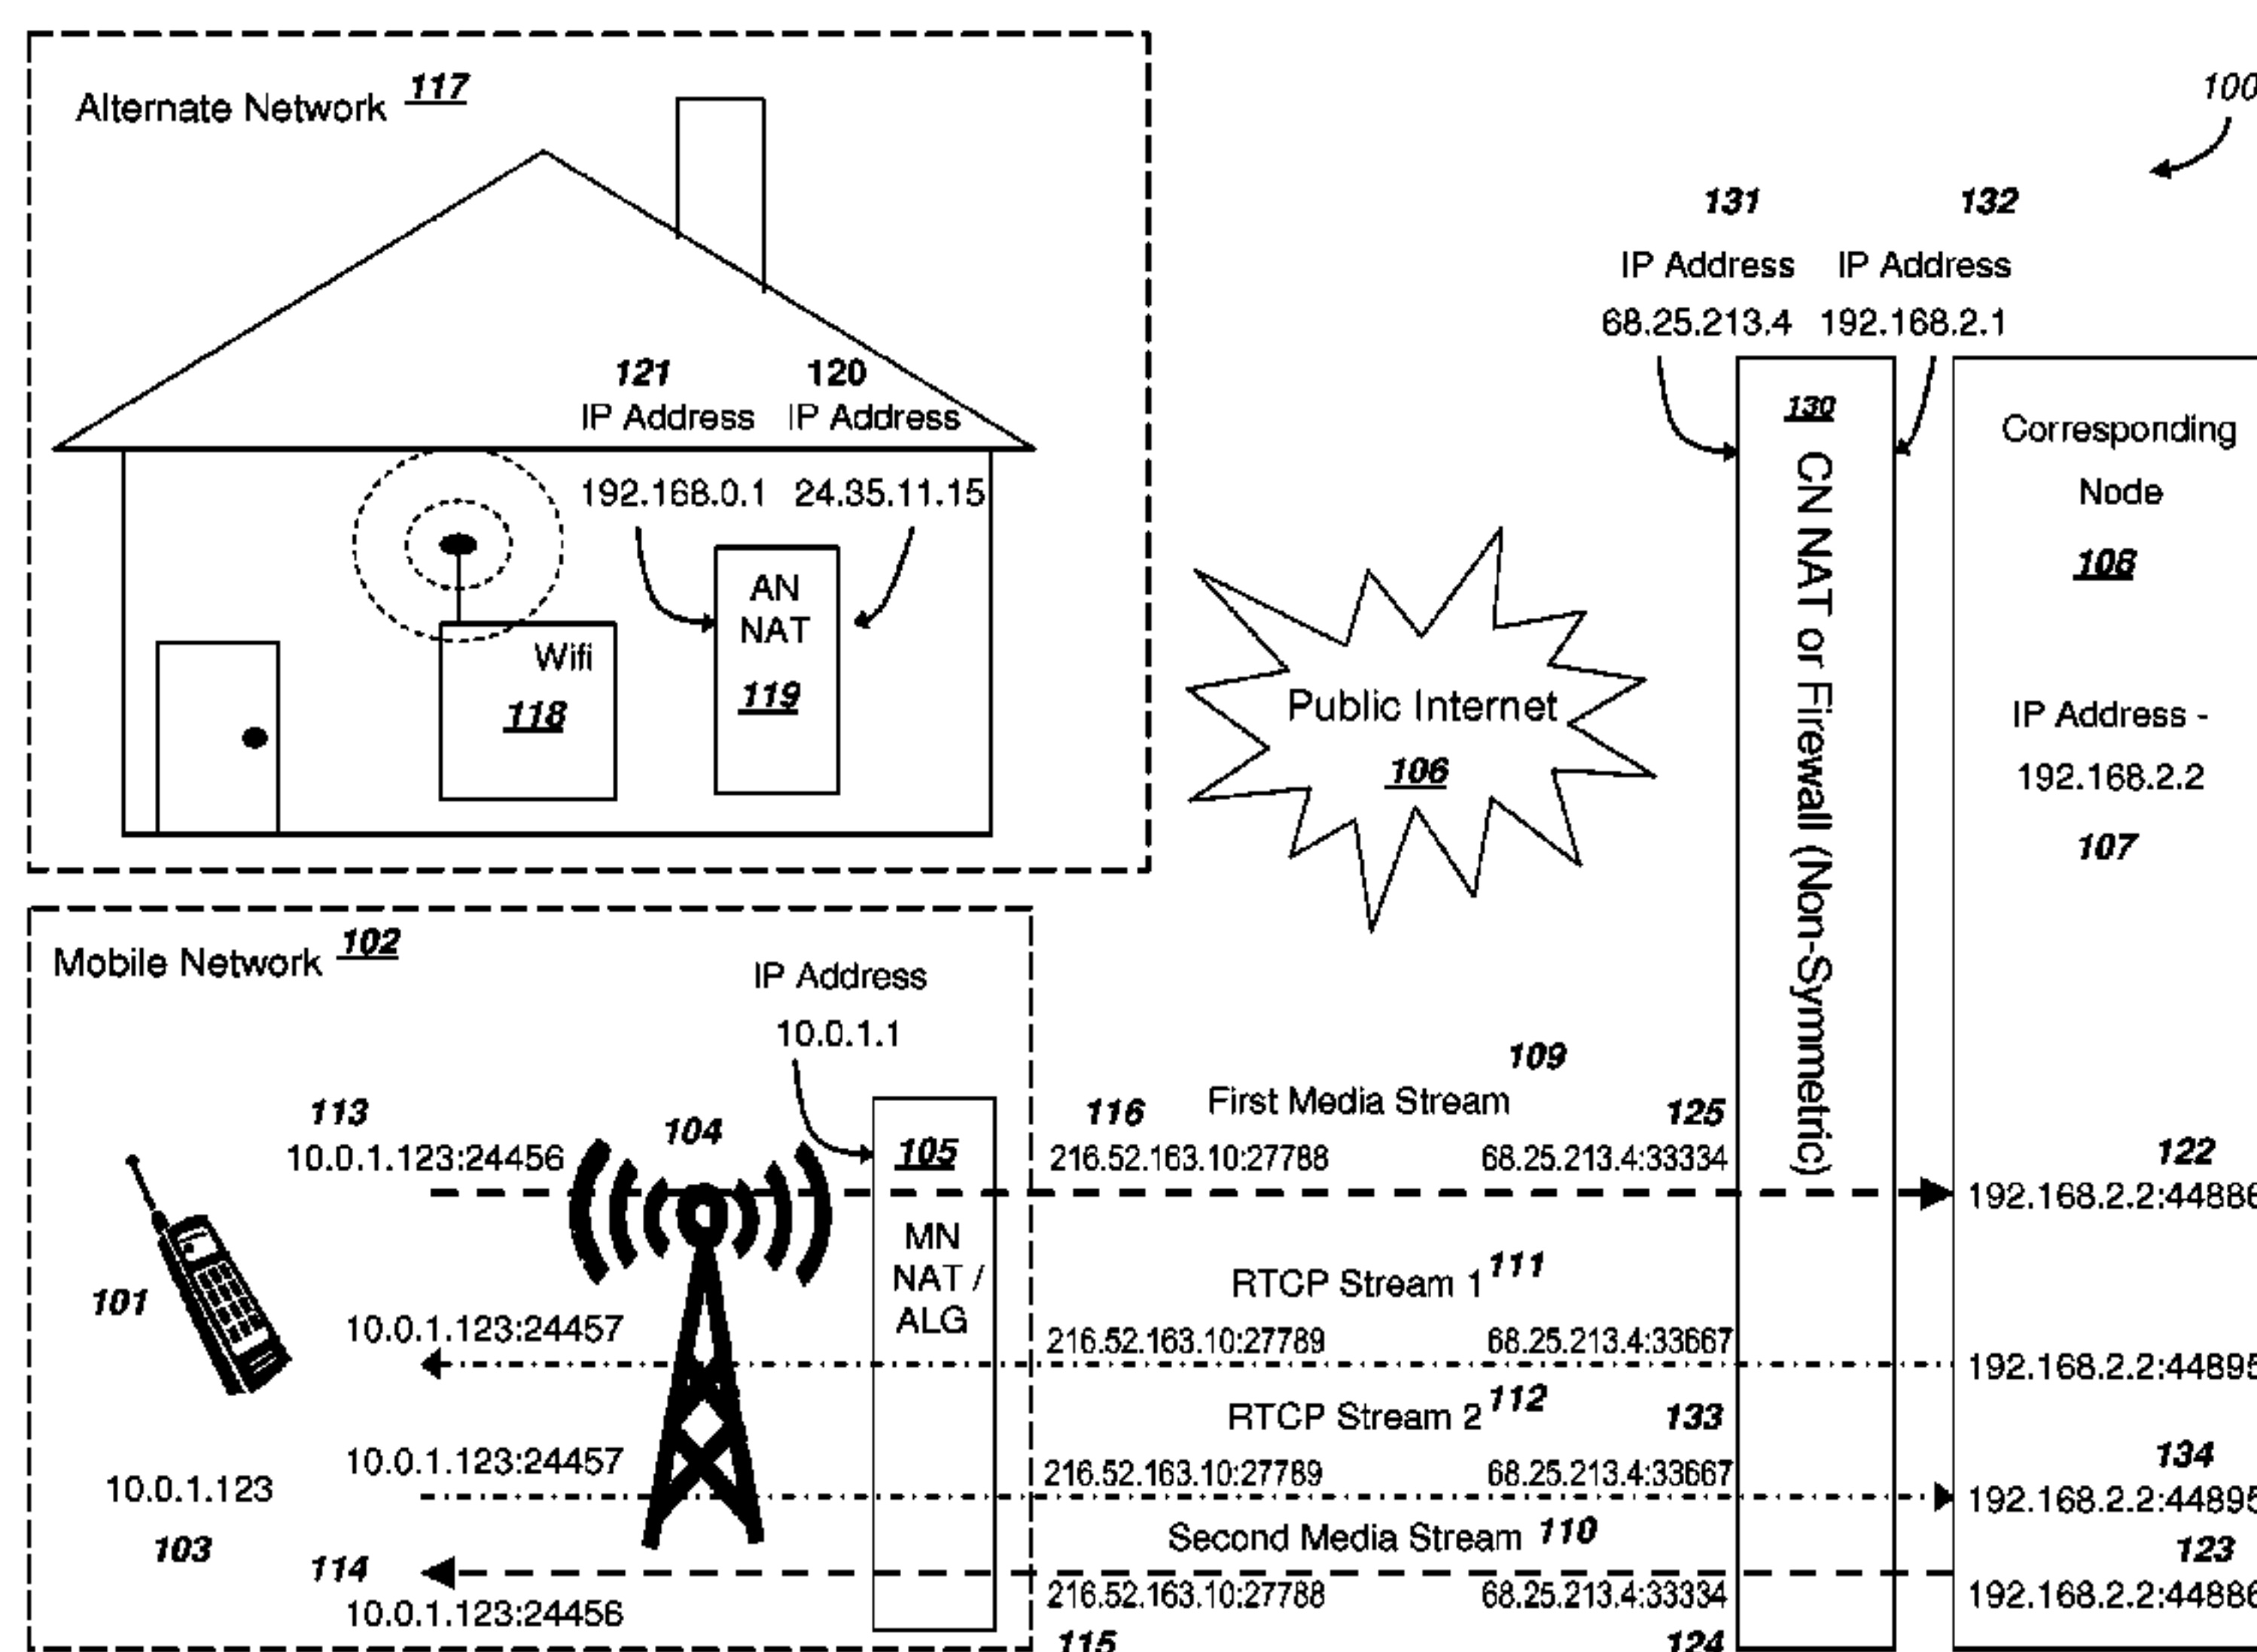 Alternate Network 117
100
131 132
IP Address IP Address
68.25.213.4 192.168.2.1
121 120
IP Address IP Address
192.168.0.1 24.35.11.15
AN
NAT
119
Wifi
118
Public Internet
106
130 CN NAT or Firewall (Non-Symmetric)
Corresponding
Node
108
IP Address -
192.168.2.2
107
Mobile Network 102
IP Address
10.0.1.1
113
10.0.1.123:24456
104
105
MN
NAT /
ALG
109
116 First Media Stream 125
216.52.163.10:27788 68.25.213.4:33334
122
192.168.2.2:44886
101
RTCP Stream 1 111
10.0.1.123:24457
216.52.163.10:27789 68.25.213.4:33667
192.168.2.2:44895
RTCP Stream 2 112 133
10.0.1.123:24457
216.52.163.10:27789 68.25.213.4:33667
134
192.168.2.2:44895
10.0.1.123
103
Second Media Stream 110
123
114
10.0.1.123:24456
216.52.163.10:27788 68.25.213.4:33334
192.168.2.2:44886
115 124